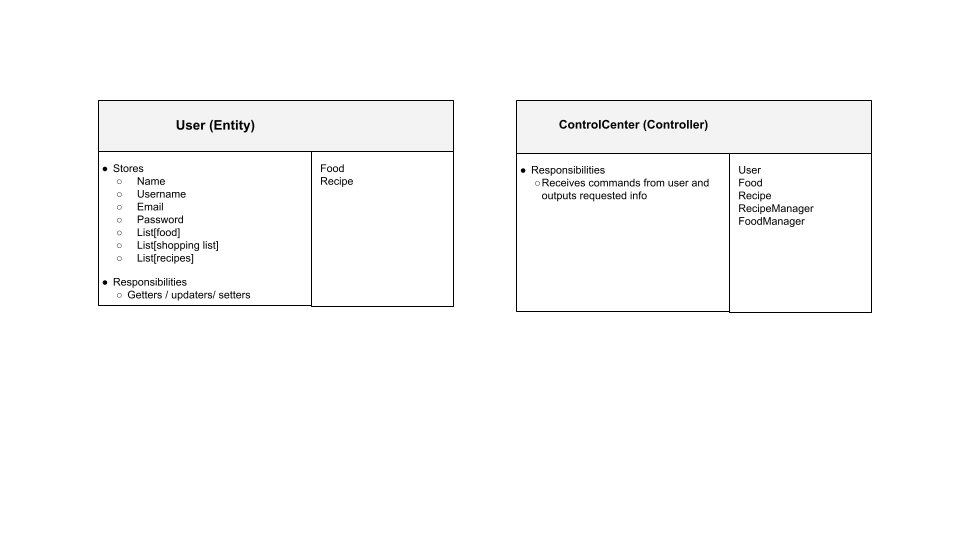 User (Entity)
● Stores
○ Name
○ Username
○ Email
○ Password
○ List[food]
○ List[shopping list]
○ List[recipes]
● Responsibilities
○ Getters / updaters/ setters
Food
Recipe
ControlCenter (Controller)
● Responsibilities
○Receives commands from user and
outputs requested info
User
Food
Recipe
RecipeManager
FoodManager